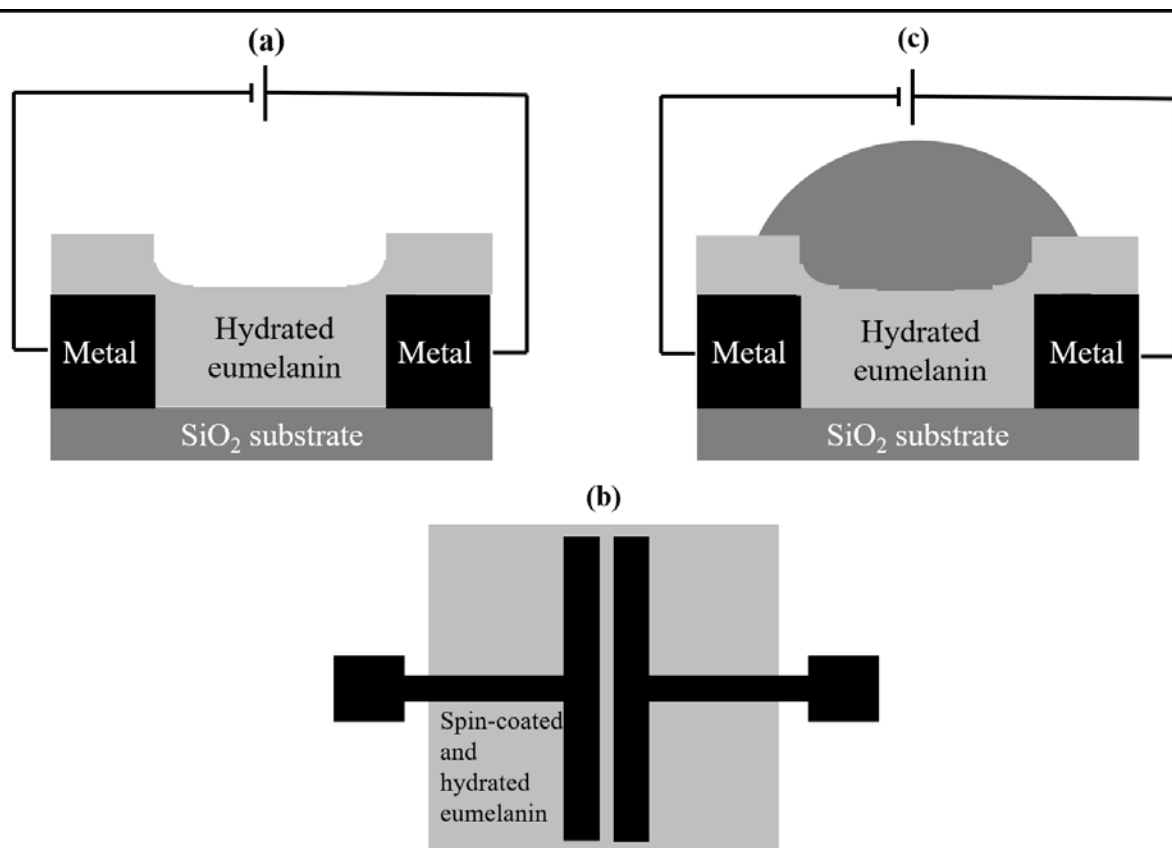 (a)
Metal
Hydrated
eumelanin
Metal
SiO₂ substrate
(c)
Metal
Hydrated
eumelanin
Metal
SiO₂ substrate
(b)
Spin-coated
and
hydrated
eumelanin